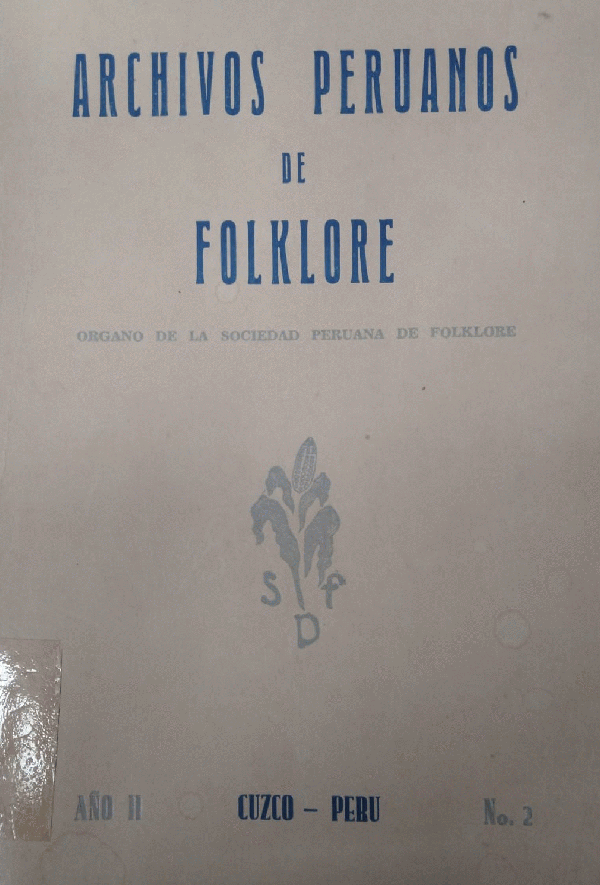 ARCHIVOS PERUANOS
DE
FOLKLORE
ORGANO DE LA SOCIEDAD PERUANA DE FOLKLORE
S P
D
AÑO II CUZCO – PERU No. 2